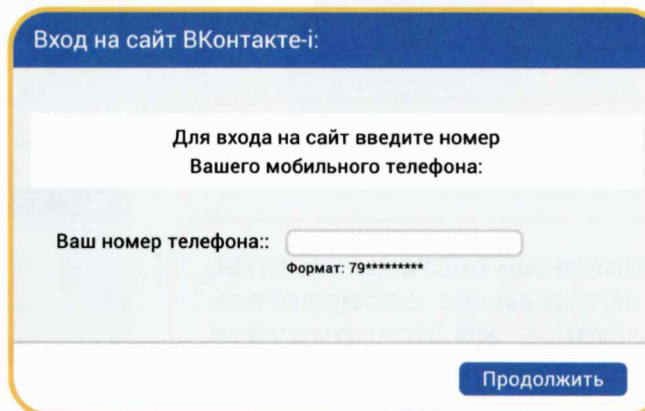 Вход на сайт ВКонтакте-i:
Для входа на сайт введите номер
Вашего мобильного телефона:
Ваш номер телефона::
Формат: 79*********
Продолжить